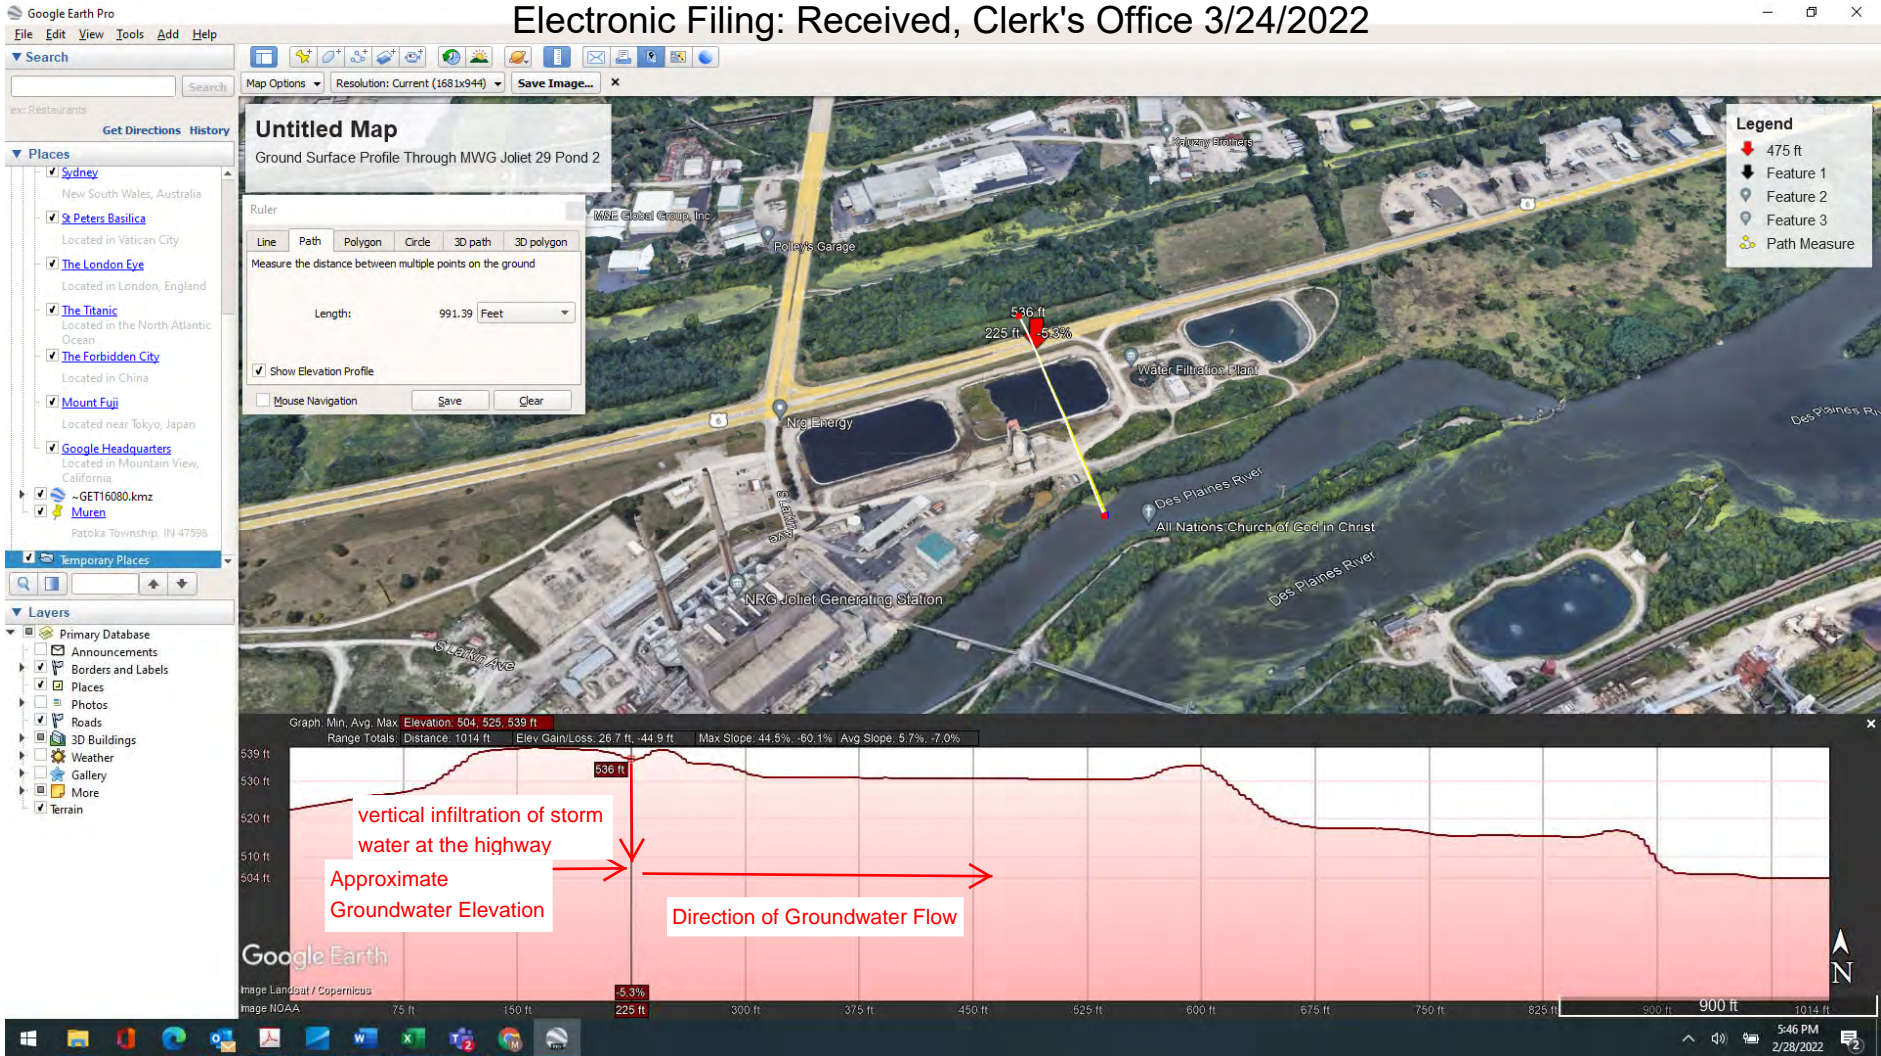 Electronic Filing: Received, Clerk's Office 3/24/2022
Google Earth Pro
File Edit View Tools Add Help
Search
Search
ex: Restaurants
Get Directions History
Places
Sydney
New South Wales, Australia
St Peters Basilica
Located in Vatican City
The London Eye
Located in London, England
The Titanic
Located in the North Atlantic
Ocean
The Forbidden City
Located in China
Mount Fuji
Located near Tokyo, Japan
Google Headquarters
Located in Mountain View,
California
~GET16080.kmz
Muren
Patoka Township, IN 47598
Temporary Places
Layers
Primary Database
Announcements
Borders and Labels
Places
Photos
Roads
3D Buildings
Weather
Gallery
More
Terrain
Map Options Resolution: Current (1681x944) Save Image...
Untitled Map
Ground Surface Profile Through MWG Joliet 29 Pond 2
Ruler
Line Path Polygon Circle 3D path 3D polygon
Measure the distance between multiple points on the ground
Length: 991.39 Feet
Show Elevation Profile
Mouse Navigation Save Clear
Legend
475 ft
Feature 1
Feature 2
Feature 3
Path Measure
Kaluzny Brothers
M&E Global Group, Inc
Polley's Garage
6
536 ft
225 ft -5.3%
Water Filtration Plant
6
Nrg Energy
Des Plaines Riv
S Larkin Ave
Des Plaines River
All Nations Church of God in Christ
Des Plaines River
NRG Joliet Generating Station
S Larkin Ave
Graph: Min, Avg, Max Elevation: 504, 525, 539 ft
Range Totals: Distance: 1014 ft Elev Gain/Loss: 26.7 ft, -44.9 ft Max Slope: 44.5%, -60.1% Avg Slope: 5.7%, -7.0%
539 ft
530 ft
520 ft
510 ft
504 ft
536 ft
vertical infiltration of storm
water at the highway
Approximate
Groundwater Elevation
Direction of Groundwater Flow
Google Earth
Image Landsat / Copernicus
Image NOAA
-5.3%
75 ft 150 ft 225 ft 300 ft 375 ft 450 ft 525 ft 600 ft 675 ft 750 ft 825 ft 900 ft 1014 ft
900 ft
N
5:46 PM
2/28/2022